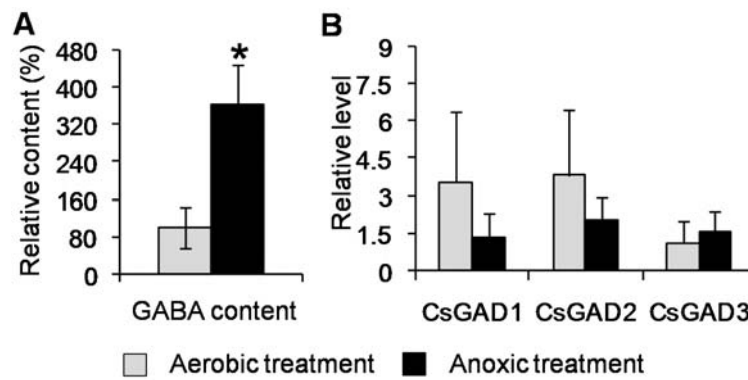 A
Relative content (%)
480
400
320
240
160
80
0
*
GABA content
B
Relative level
9
7.5
6
4.5
3
1.5
0
CsGAD1 CsGAD2 CsGAD3
Aerobic treatment Anoxic treatment